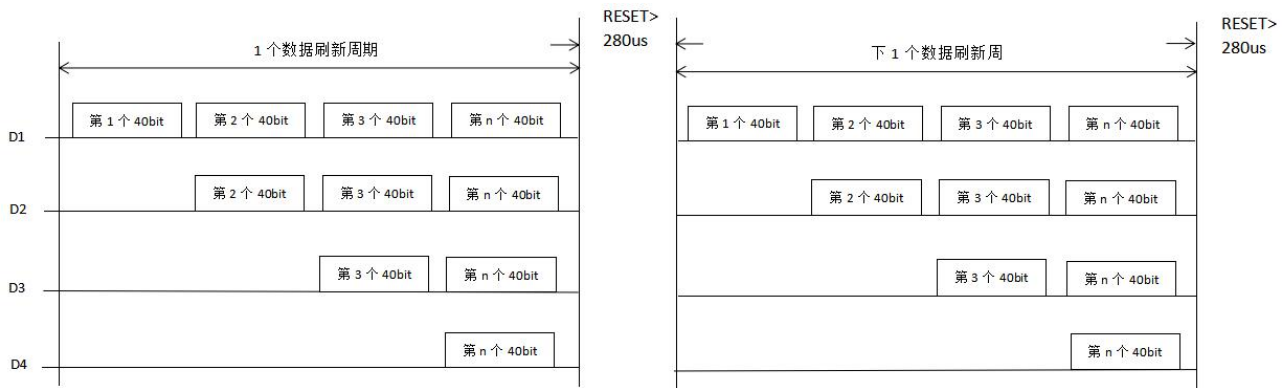 RESET>
280us
1 个数据刷新周期
RESET>
280us
下 1 个数据刷新周
D1
第 1 个 40bit
第 2 个 40bit
第 3 个 40bit
第 n 个 40bit
第 1 个 40bit
第 2 个 40bit
第 3 个 40bit
第 n 个 40bit
D2
第 2 个 40bit
第 3 个 40bit
第 n 个 40bit
第 2 个 40bit
第 3 个 40bit
第 n 个 40bit
D3
第 3 个 40bit
第 n 个 40bit
第 3 个 40bit
第 n 个 40bit
D4
第 n 个 40bit
第 n 个 40bit